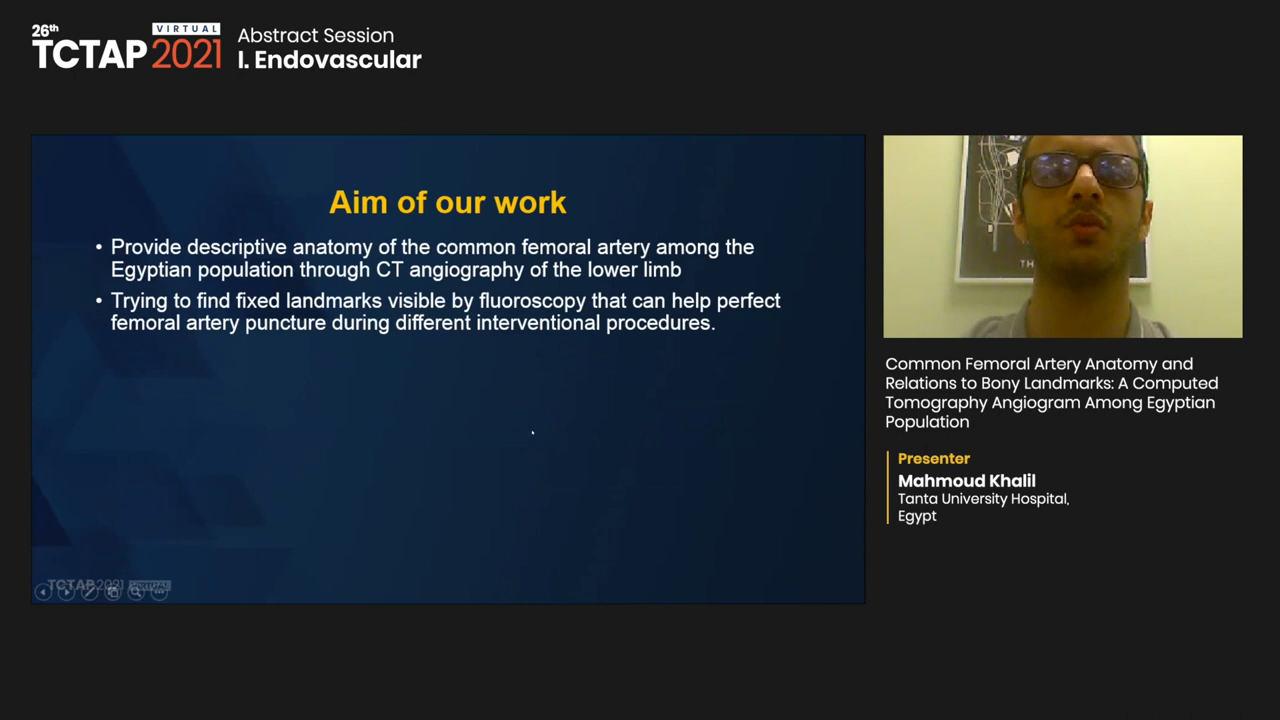 26th
TCTAP
VIRTUAL
2021
Abstract Session
I. Endovascular
Aim of our work
• Provide descriptive anatomy of the common femoral artery among the
Egyptian population through CT angiography of the lower limb
• Trying to find fixed landmarks visible by fluoroscopy that can help perfect
femoral artery puncture during different interventional procedures.
TCTAP2021 VIRTUAL
TH
Common Femoral Artery Anatomy and
Relations to Bony Landmarks: A Computed
Tomography Angiogram Among Egyptian
Population
Presenter
Mahmoud Khalil
Tanta University Hospital,
Egypt